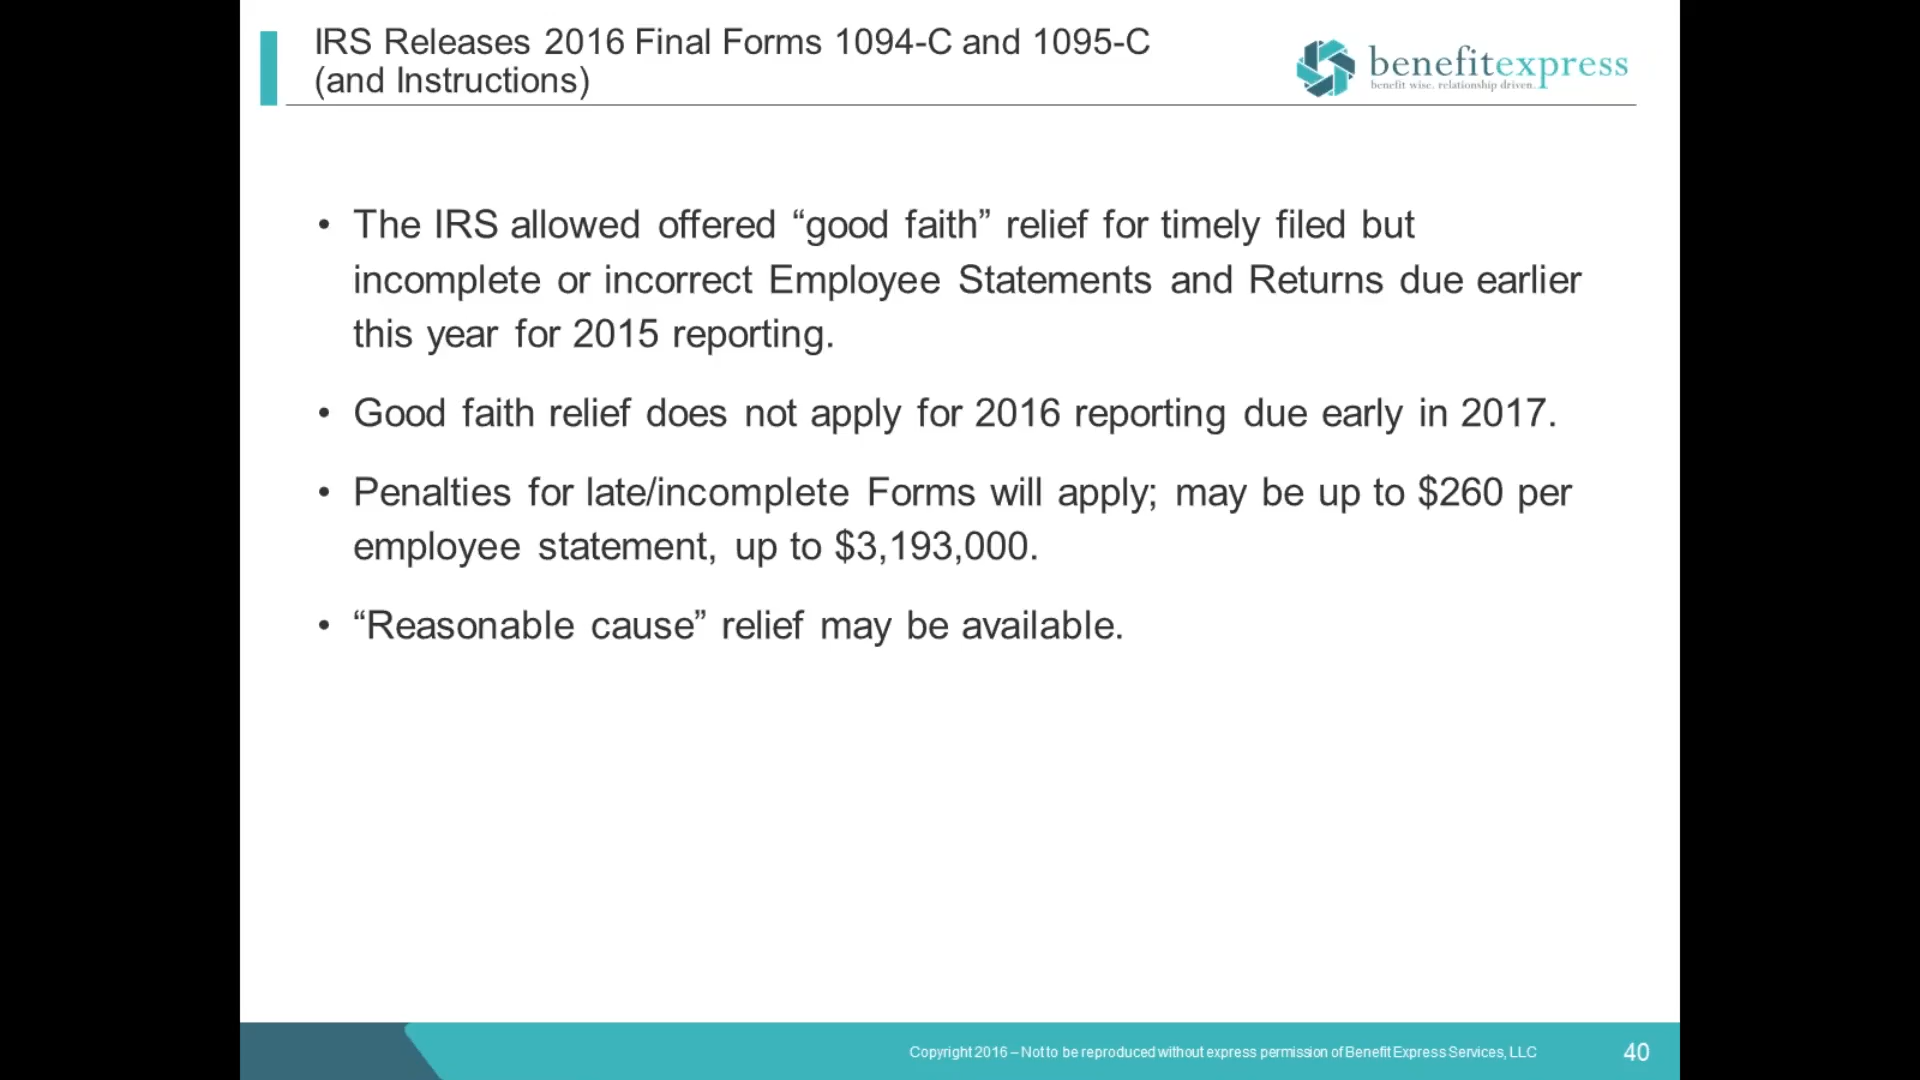 IRS Releases 2016 Final Forms 1094-C and 1095-C
(and Instructions)
benefitexpress
benefit wise. relationship driven.
• The IRS allowed offered “good faith” relief for timely filed but
incomplete or incorrect Employee Statements and Returns due earlier
this year for 2015 reporting.
• Good faith relief does not apply for 2016 reporting due early in 2017.
• Penalties for late/incomplete Forms will apply; may be up to $260 per
employee statement, up to $3,193,000.
• “Reasonable cause” relief may be available.
Copyright 2016 – Not to be reproduced without express permission of Benefit Express Services, LLC
40